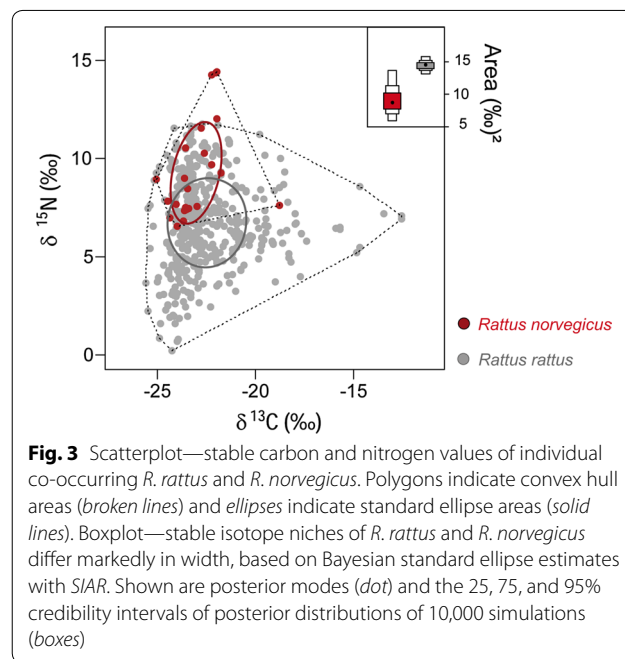 15
10
5
0
δ ¹⁵N (‰)
-25
-20
-15
δ ¹³C (‰)
15
10
5
Area (‰)²
Rattus norvegicus
Rattus rattus
Fig. 3 Scatterplot—stable carbon and nitrogen values of individual
co-occurring R. rattus and R. norvegicus. Polygons indicate convex hull
areas (broken lines) and ellipses indicate standard ellipse areas (solid
lines). Boxplot—stable isotope niches of R. rattus and R. norvegicus
differ markedly in width, based on Bayesian standard ellipse estimates
with SIAR. Shown are posterior modes (dot) and the 25, 75, and 95%
credibility intervals of posterior distributions of 10,000 simulations
(boxes)